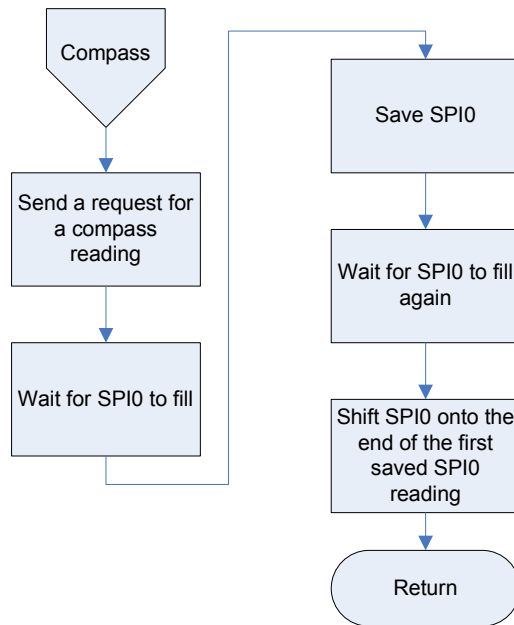 Compass
Send a request for
a compass
reading
Wait for SPI0 to fill
Save SPI0
Wait for SPI0 to fill
again
Shift SPI0 onto the
end of the first
saved SPI0
reading
Return